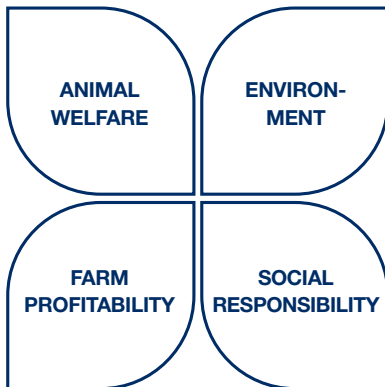 ANIMAL
WELFARE
ENVIRON-
MENT
FARM
PROFITABILITY
SOCIAL
RESPONSIBILITY